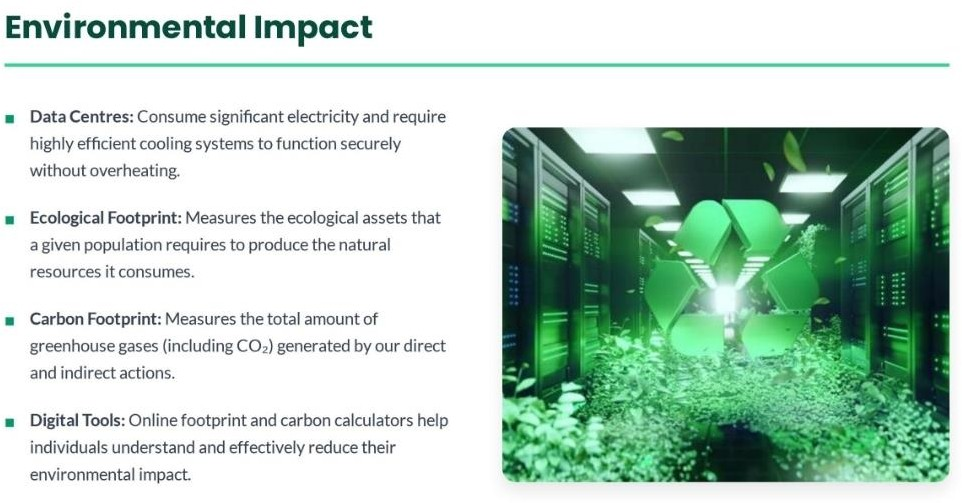 Environmental Impact
Data Centres: Consume significant electricity and require
highly efficient cooling systems to function securely
without overheating.
Ecological Footprint: Measures the ecological assets that
a given population requires to produce the natural
resources it consumes.
Carbon Footprint: Measures the total amount of
greenhouse gases (including CO₂) generated by our direct
and indirect actions.
Digital Tools: Online footprint and carbon calculators help
individuals understand and effectively reduce their
environmental impact.